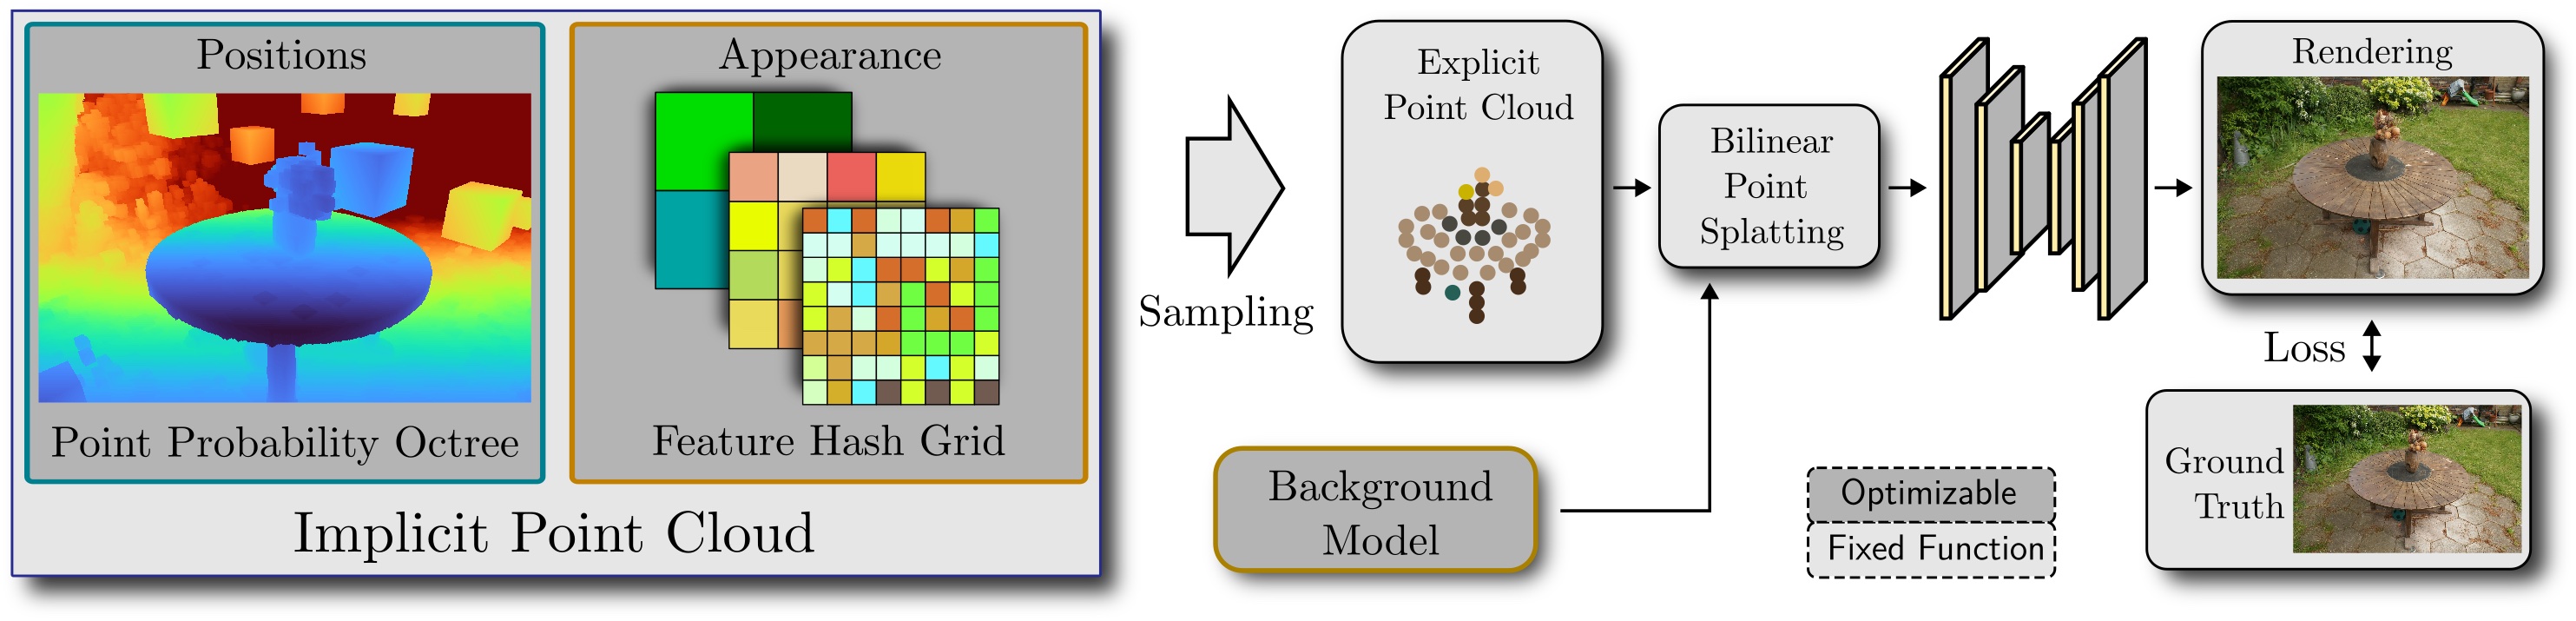 Positions
Point Probability Octree
Appearance
Feature Hash Grid
Implicit Point Cloud
Sampling
Explicit
Point Cloud
Bilinear
Point
Splatting
Background
Model
Optimizable
Fixed Function
Rendering
Loss
Ground
Truth